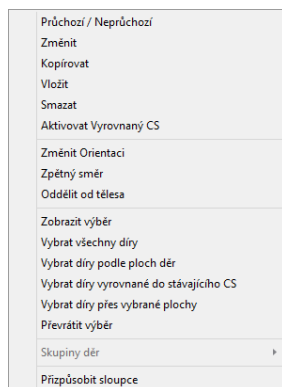 Průchozí / Neprůchozí
Změnit
Kopírovat
Vložit
Smazat
Aktivovat Vyrovnaný CS
Změnit Orientaci
Zpětný směr
Oddělit od tělesa
Zobrazit výběr
Vybrat všechny díry
Vybrat díry podle ploch děr
Vybrat díry vyrovnané do stávajícího CS
Vybrat díry přes vybrané plochy
Převrátit výběr
Skupiny děr
Přizpůsobit sloupce